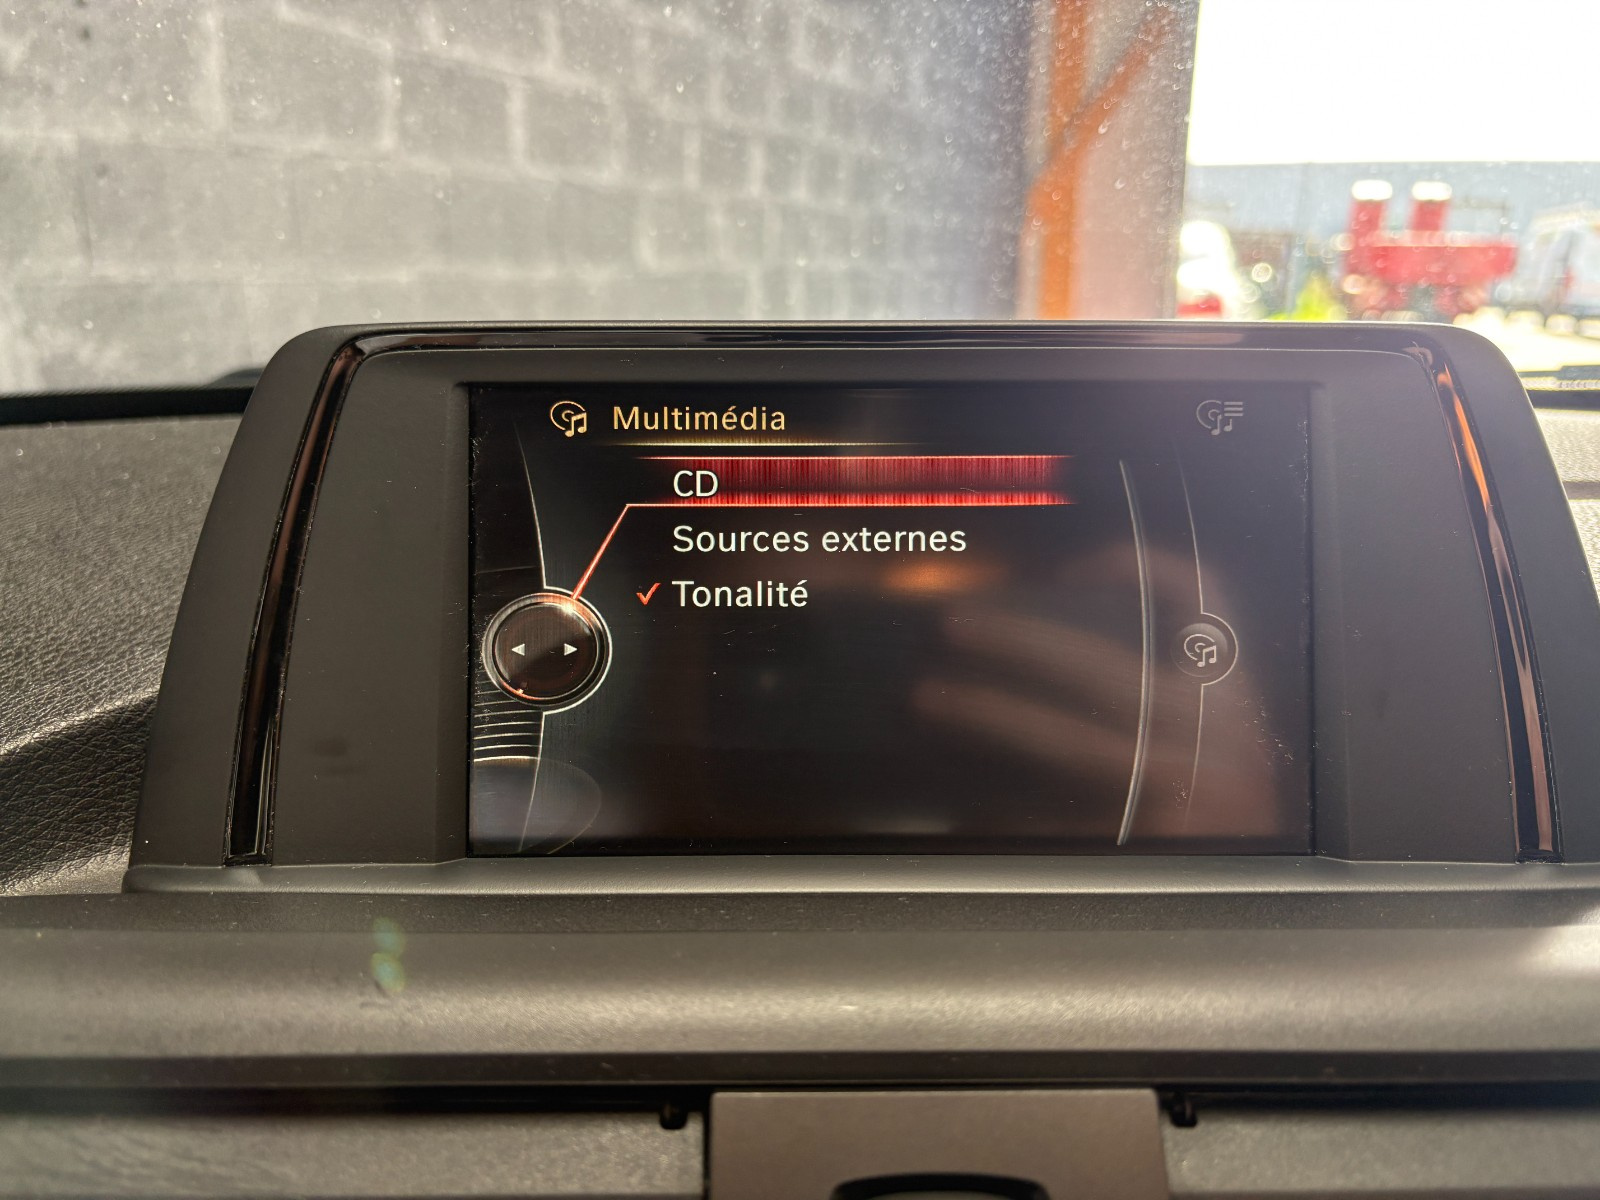 Multimédia
CD
Sources externes
Tonalité